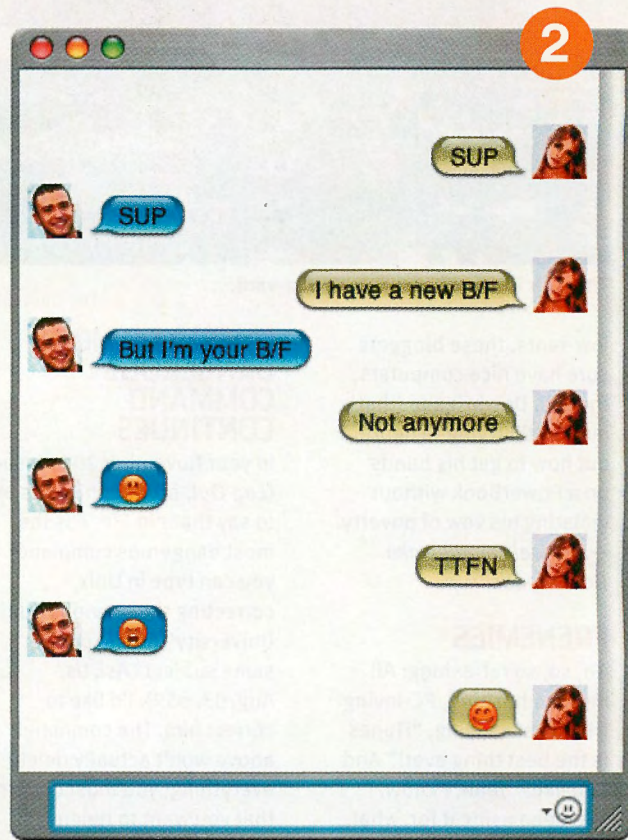 2
SUP
SUP
I have a new B/F
But I'm your B/F
Not anymore
TTFN